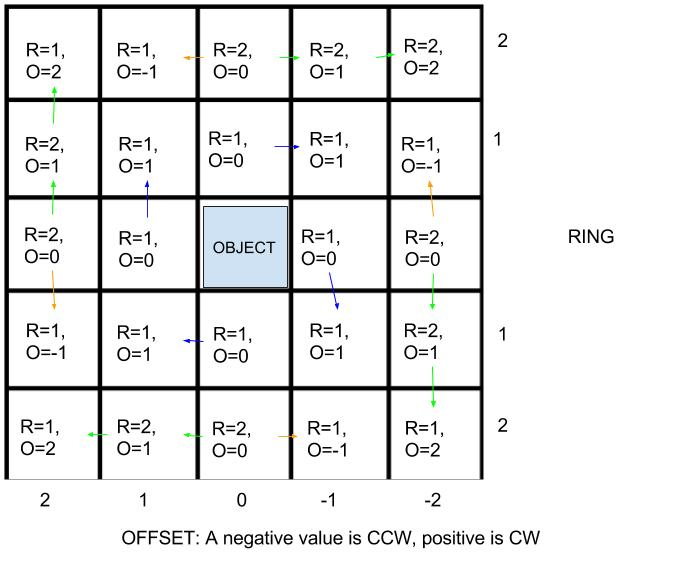 R=1, R=1, R=2, R=2, R=2, 2
O=2 O=-1 O=0 O=1 O=2
R=2, R=1, R=1, R=1, R=1, 1
O=1 O=1 O=0 O=1 O=-1
R=2, R=1, OBJECT R=1, R=2, RING
O=0 O=0 O=0 O=0
R=1, R=1, R=1, R=1, R=2, 1
O=-1 O=1 O=0 O=1 O=1
R=1, R=2, R=2, R=1, R=1, 2
O=2 O=1 O=0 O=-1 O=2
2 1 0 -1 -2
OFFSET: A negative value is CCW, positive is CW